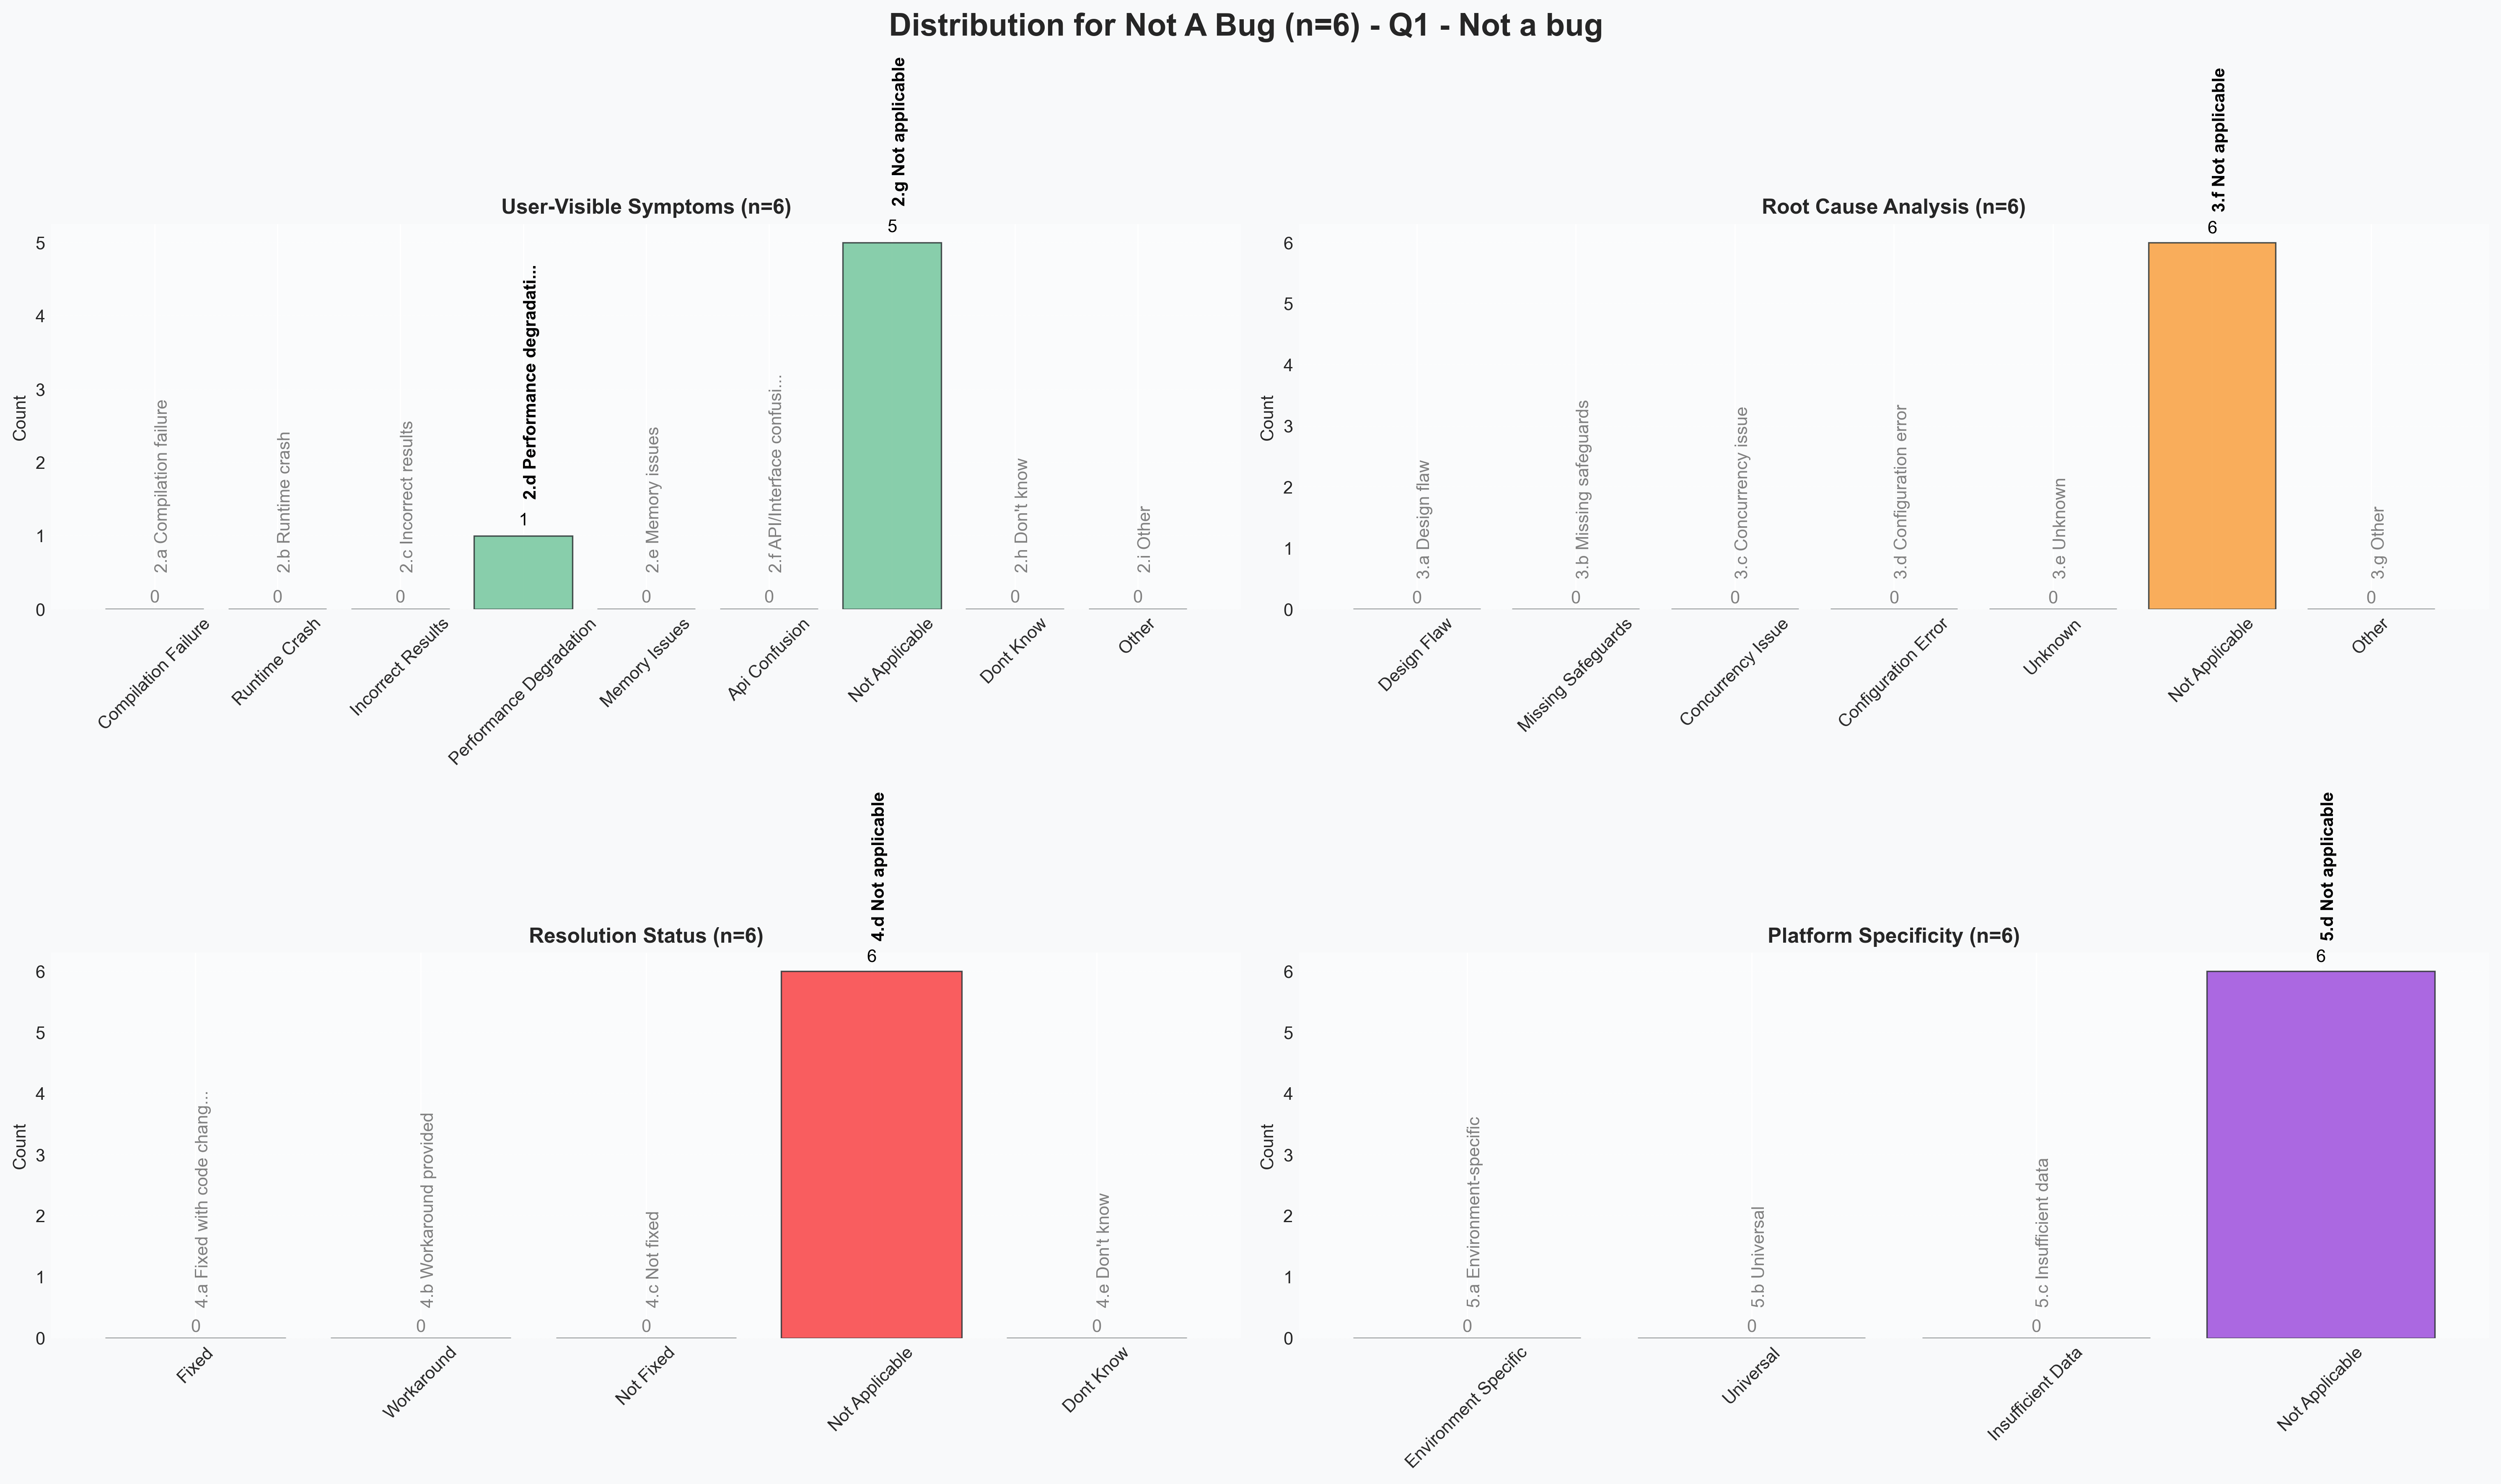 Distribution for Not A Bug (n=6) - Q1 - Not a bug
User-Visible Symptoms (n=6)
Count
0
1
2
3
4
5
0
0
0
1
0
0
5
0
0
2.a Compilation failure
2.b Runtime crash
2.c Incorrect results
2.d Performance degradati...
2.e Memory issues
2.f API/Interface confusi...
2.g Not applicable
2.h Don't know
2.i Other
Compilation Failure
Runtime Crash
Incorrect Results
Performance Degradation
Memory Issues
Api Confusion
Not Applicable
Dont Know
Other
Root Cause Analysis (n=6)
Count
0
1
2
3
4
5
6
0
0
0
0
0
6
0
3.a Design flaw
3.b Missing safeguards
3.c Concurrency issue
3.d Configuration error
3.e Unknown
3.f Not applicable
3.g Other
Design Flaw
Missing Safeguards
Concurrency Issue
Configuration Error
Unknown
Not Applicable
Other
Resolution Status (n=6)
Count
0
1
2
3
4
5
6
0
0
0
6
0
4.a Fixed with code chang...
4.b Workaround provided
4.c Not fixed
4.d Not applicable
4.e Don't know
Fixed
Workaround
Not Fixed
Not Applicable
Dont Know
Platform Specificity (n=6)
Count
0
1
2
3
4
5
6
0
0
0
6
5.a Environment-specific
5.b Universal
5.c Insufficient data
5.d Not applicable
Environment Specific
Universal
Insufficient Data
Not Applicable